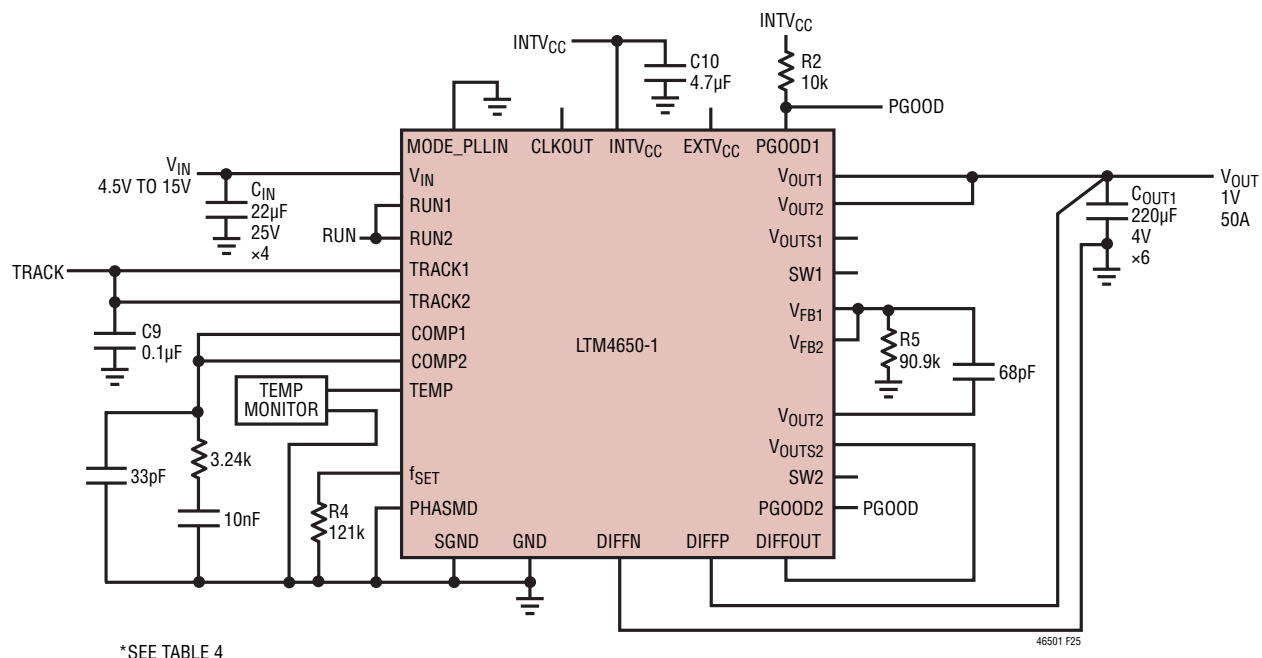 INTVCC
INTVCC
C10
4.7µF
R2
10k
PGOOD
MODE_PLLIN
CLKOUT
INTVCC
EXTVCC
PGOOD1
VIN
4.5V TO 15V
CIN
22µF
25V
×4
VIN
RUN1
RUN2
RUN
TRACK
TRACK1
TRACK2
C9
0.1µF
COMP1
COMP2
TEMP
TEMP
MONITOR
33pF
3.24k
10nF
fSET
R4
121k
PHASMD
SGND
GND
DIFFN
DIFFP
DIFFOUT
LTM4650-1
VOUT1
VOUT2
VOUTS1
SW1
VFB1
VFB2
R5
90.9k
68pF
VOUT2
VOUTS2
SW2
PGOOD2
PGOOD
COUT1
220µF
4V
×6
VOUT
1V
50A
46501 F25
*SEE TABLE 4